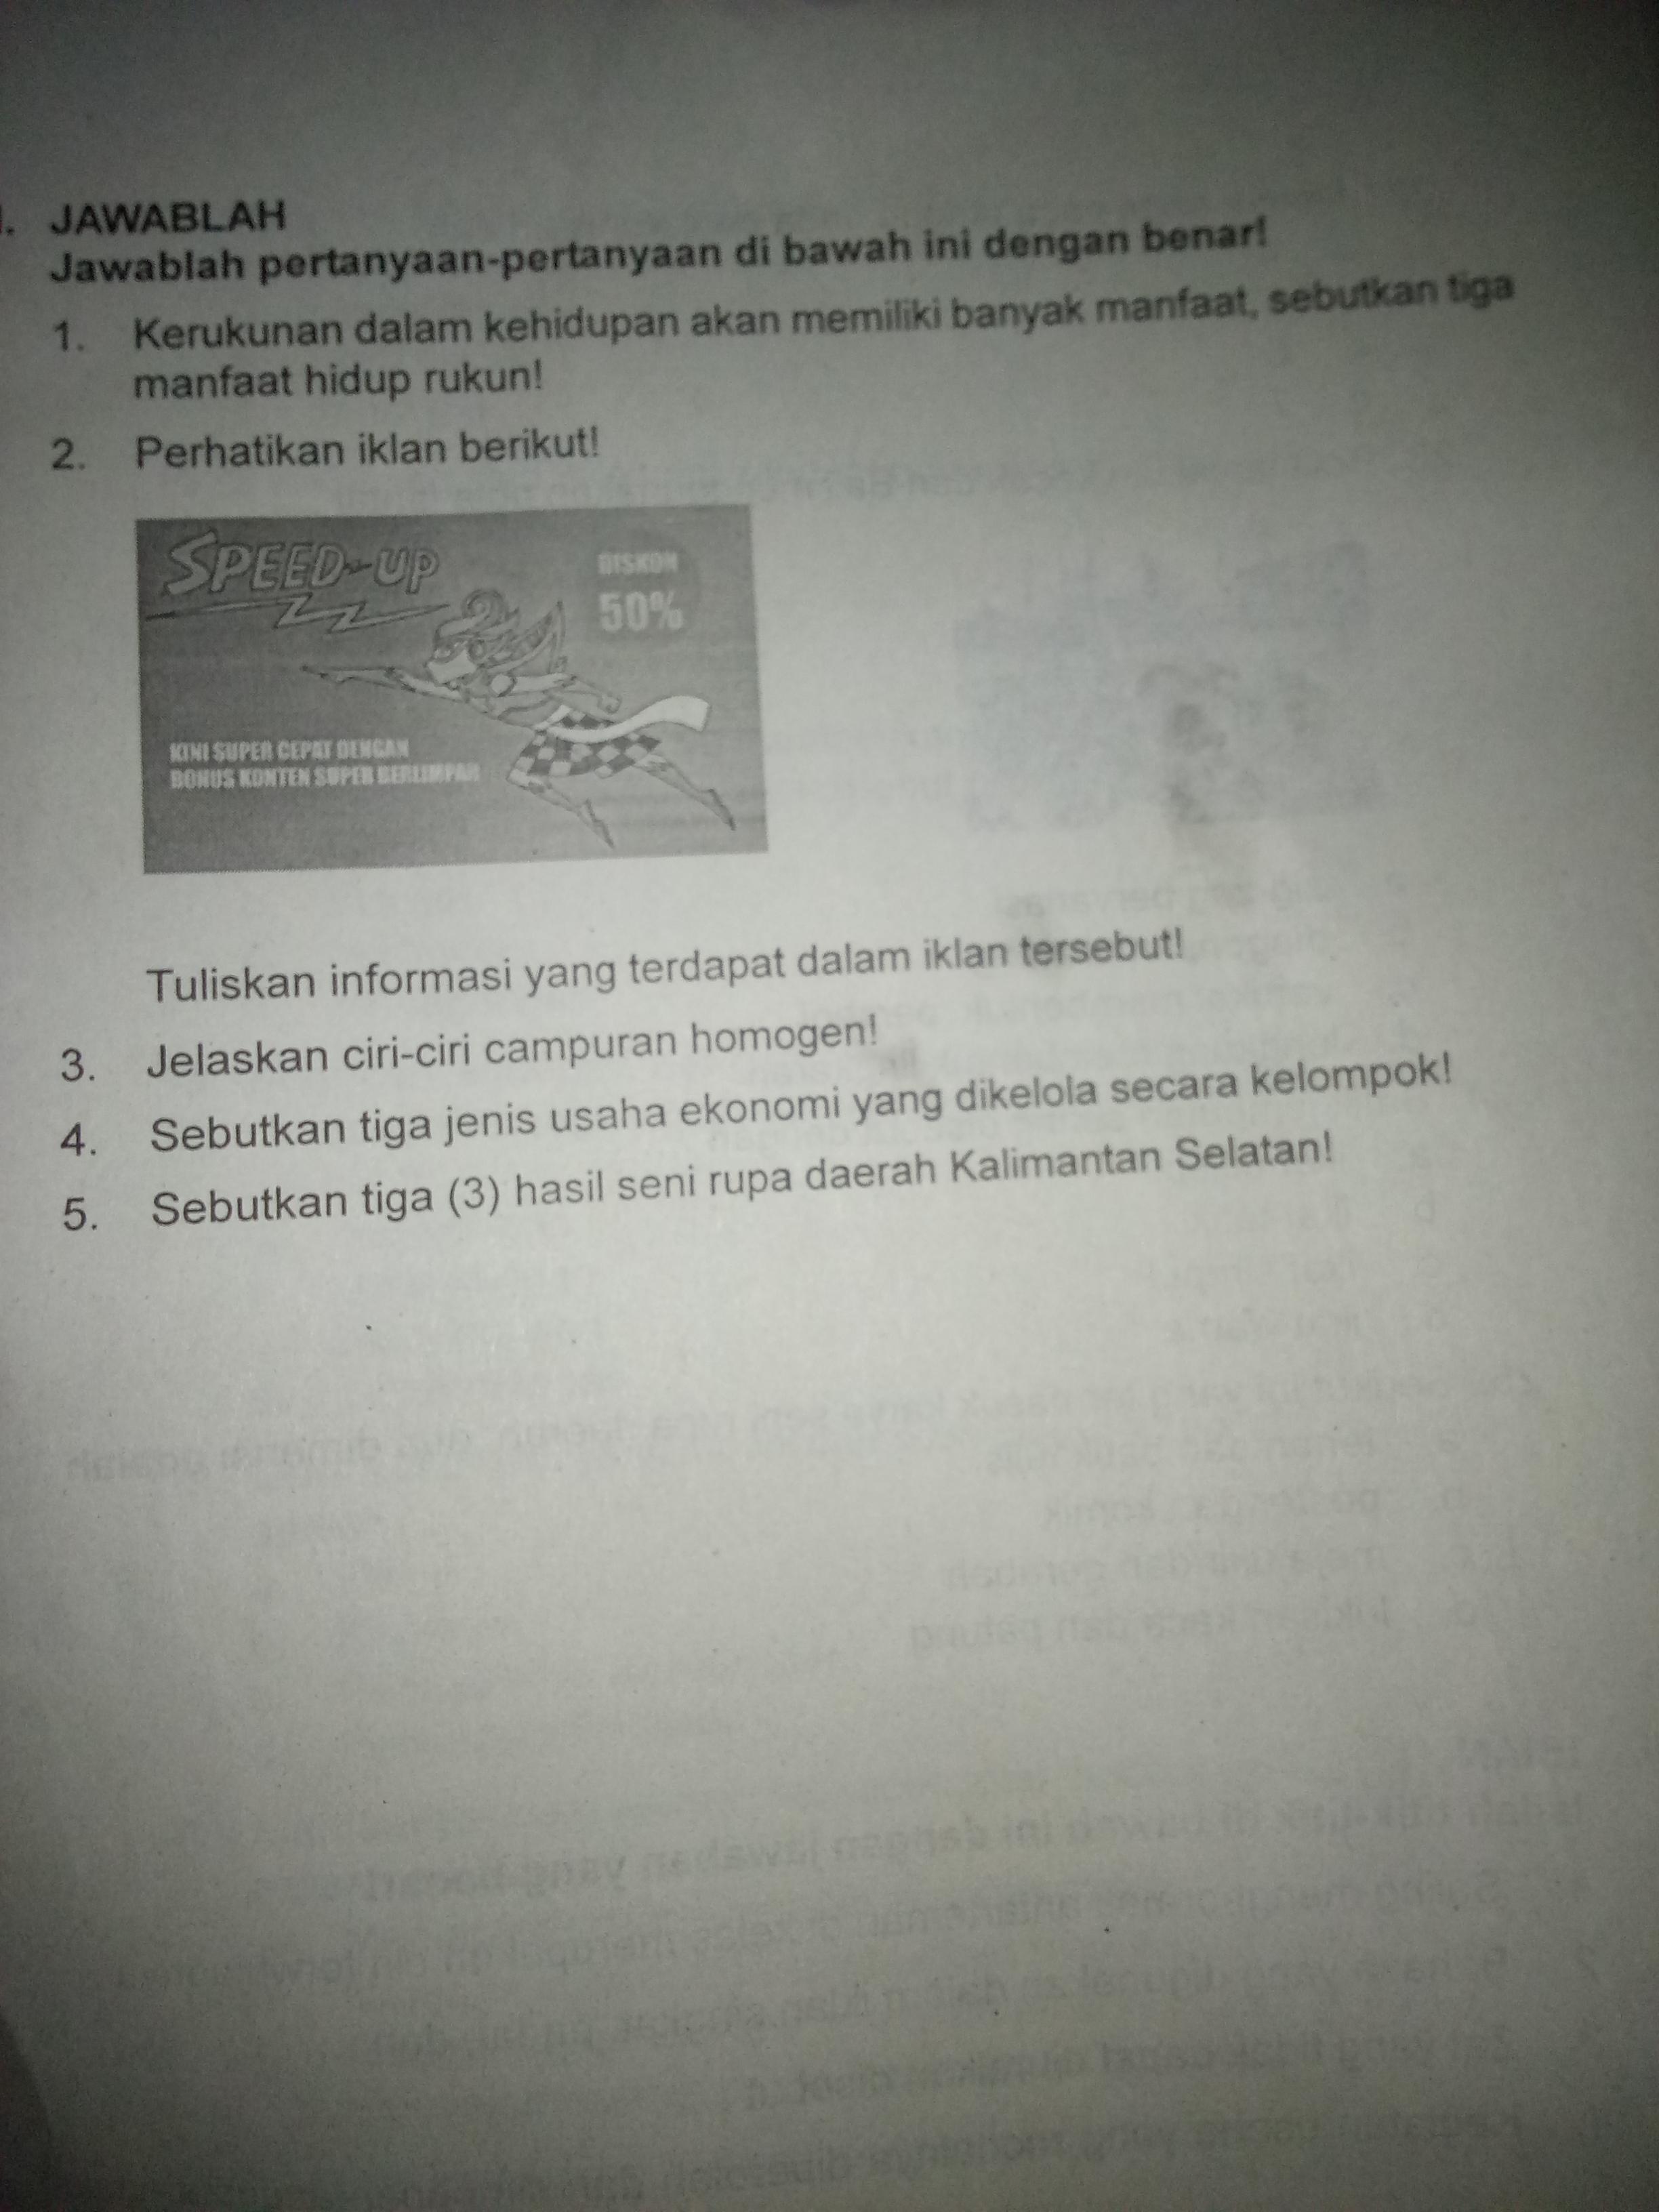 JAWABLAH
Jawablah pertanyaan-pertanyaan di bawah ini dengan benar!
1. Kerukunan dalam kehidupan akan memiliki banyak manfaat, sebutkan tiga
manfaat hidup rukun!
2. Perhatikan iklan berikut!
SPEED-UP
DISKON
50%
KINI SUPER CEPAT DENGAN
BONUS KONTEN SUPER BERLIMPAH
Tuliskan informasi yang terdapat dalam iklan tersebut!
3. Jelaskan ciri-ciri campuran homogen!
4. Sebutkan tiga jenis usaha ekonomi yang dikelola secara kelompok!
5. Sebutkan tiga (3) hasil seni rupa daerah Kalimantan Selatan!